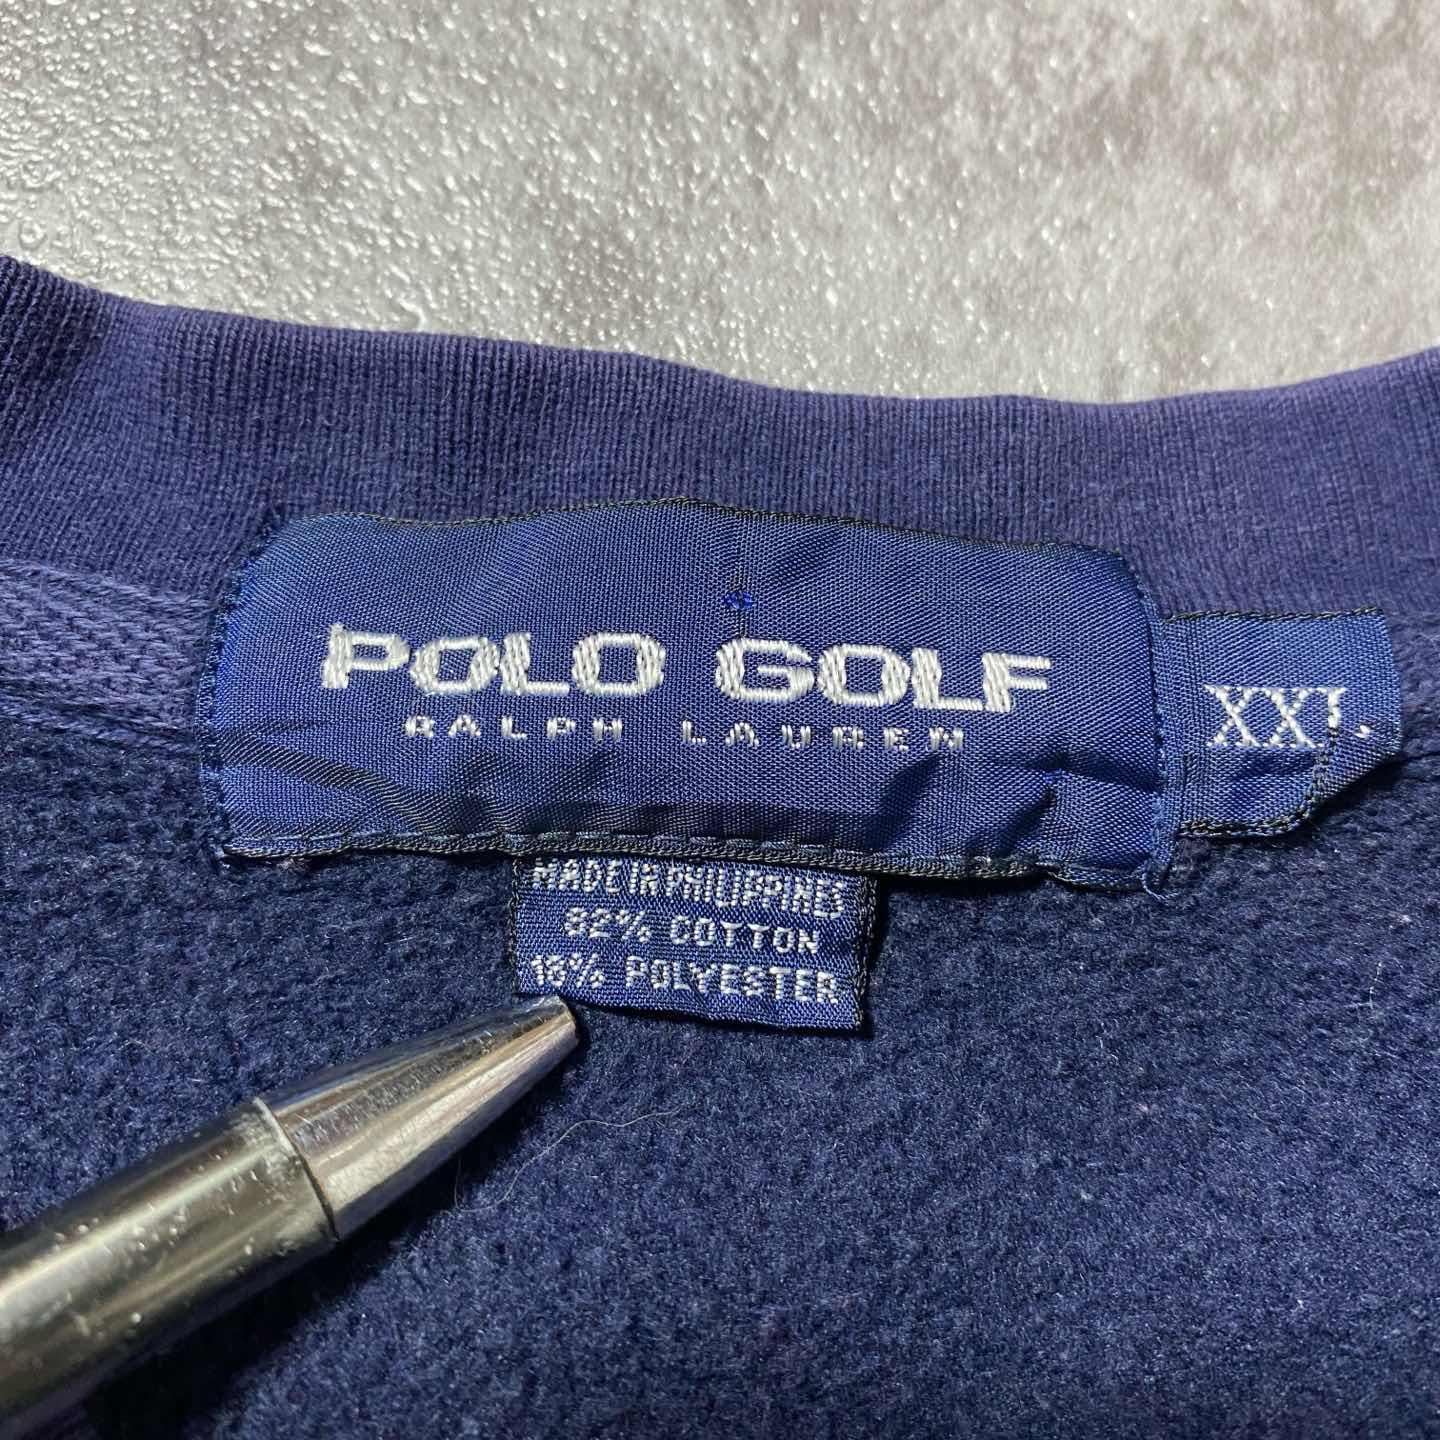 POLO GOLF
RALPH LAUREN
XXL
MADE IN PHILIPPINES
82% COTTON
18% POLYESTER